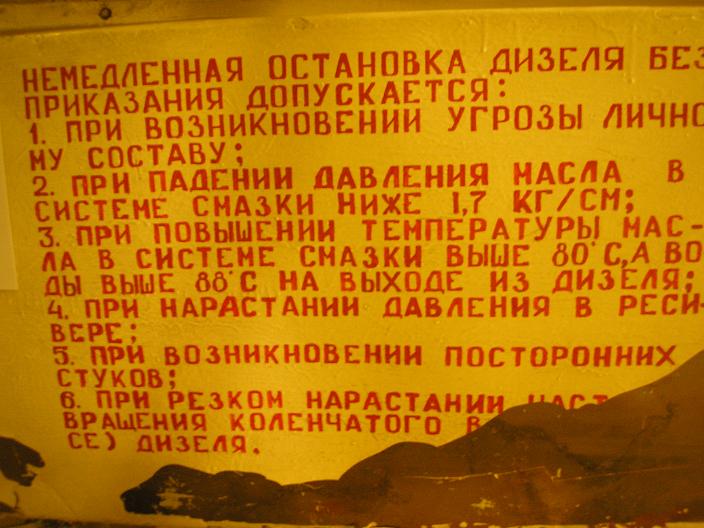 НЕМЕДЛЕННАЯ ОСТАНОВКА ДИЗЕЛЯ БЕЗ
ПРИКАЗАНИЯ ДОПУСКАЕТСЯ:
1. ПРИ ВОЗНИКНОВЕНИИ УГРОЗЫ ЛИЧНО
МУ СОСТАВУ;
2. ПРИ ПАДЕНИИ ДАВЛЕНИЯ МАСЛА В
СИСТЕМЕ СМАЗКИ НИЖЕ 1,7 КГ/СМ;
3. ПРИ ПОВЫШЕНИИ ТЕМПЕРАТУРЫ МАС-
ЛА В СИСТЕМЕ СМАЗКИ ВЫШЕ 80°С, А ВО
ДЫ ВЫШЕ 88°С НА ВЫХОДЕ ИЗ ДИЗЕЛЯ;
4. ПРИ НАРАСТАНИИ ДАВЛЕНИЯ В РЕСИ-
ВЕРЕ;
5. ПРИ ВОЗНИКНОВЕНИИ ПОСТОРОННИХ
СТУКОВ;
6. ПРИ РЕЗКОМ НАРАСТАНИИ
ВРАЩЕНИЯ КОЛЕНЧАТОГО
СЕ) ДИЗЕЛЯ.